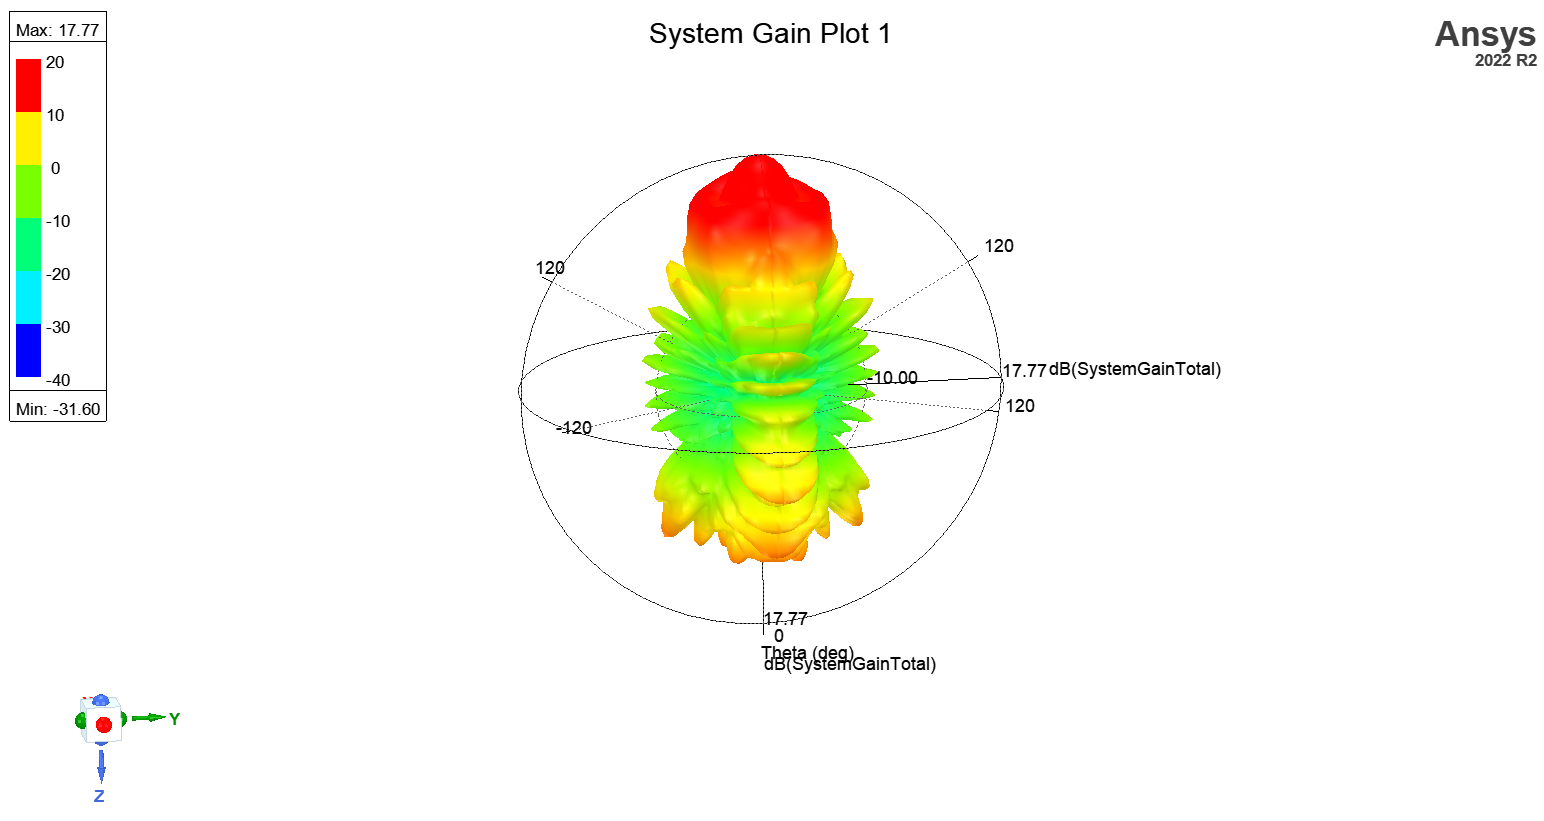 System Gain Plot 1
Ansys
2022 R2
Max: 17.77
20
10
0
-10
-20
-30
-40
Min: -31.60
120
120
-10.00
17.77
dB(SystemGainTotal)
120
-120
17.77
0
Theta (deg)
dB(SystemGainTotal)
Y
Z